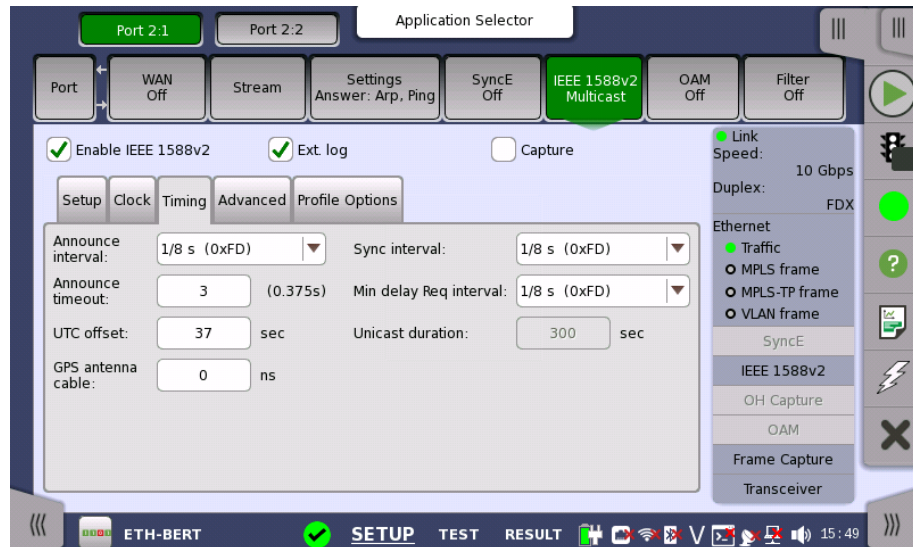 Application Selector
Port 2:1
Port 2:2
Port
WAN
Off
Stream
Settings
Answer: Arp, Ping
SyncE
Off
IEEE 1588v2
Multicast
OAM
Off
Filter
Off
Enable IEEE 1588v2
Ext. log
Capture
Setup
Clock
Timing
Advanced
Profile Options
Announce
interval:
1/8 s (0xFD)
Sync interval:
1/8 s (0xFD)
Announce
timeout:
3
(0.375s)
Min delay Req interval:
1/8 s (0xFD)
UTC offset:
37
sec
Unicast duration:
300
sec
GPS antenna
cable:
0
ns
Link
Speed:
10 Gbps
Duplex:
FDX
Ethernet
Traffic
MPLS frame
MPLS-TP frame
VLAN frame
SyncE
IEEE 1588v2
OH Capture
OAM
Frame Capture
Transceiver
ETH-BERT
SETUP
TEST
RESULT
V
15:49